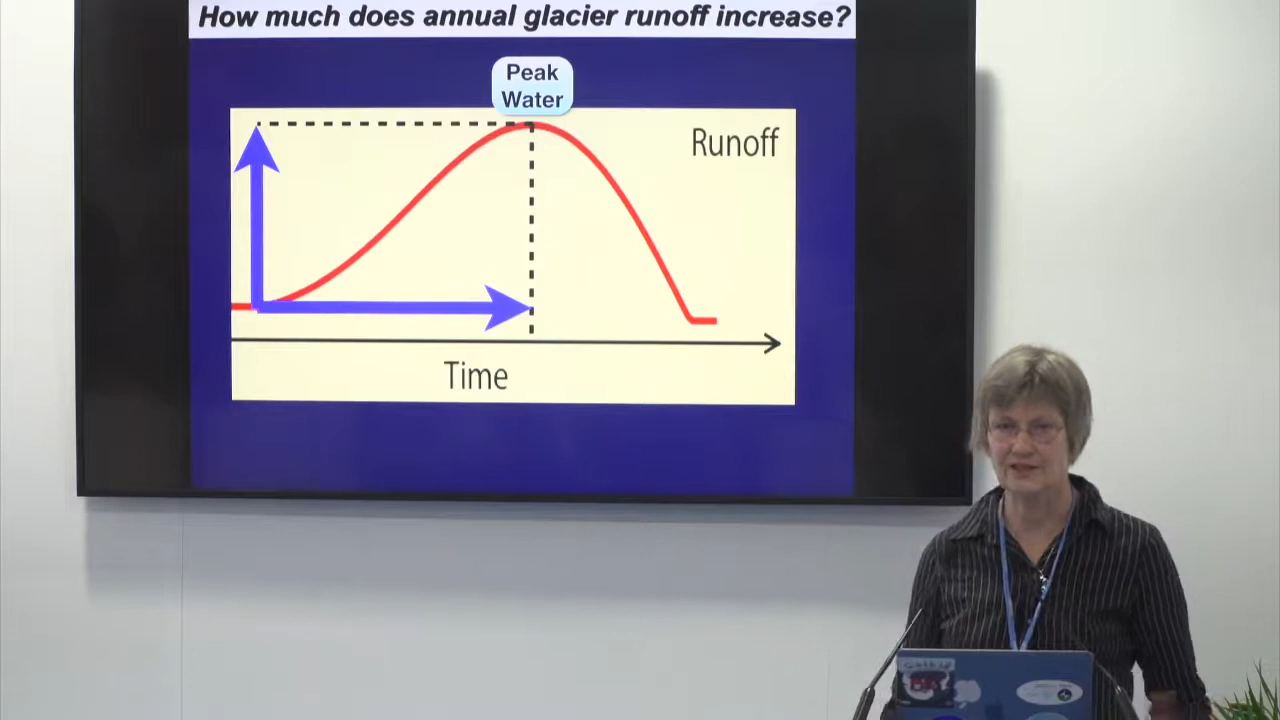 How much does annual glacier runoff increase?
Peak
Water
Runoff
Time